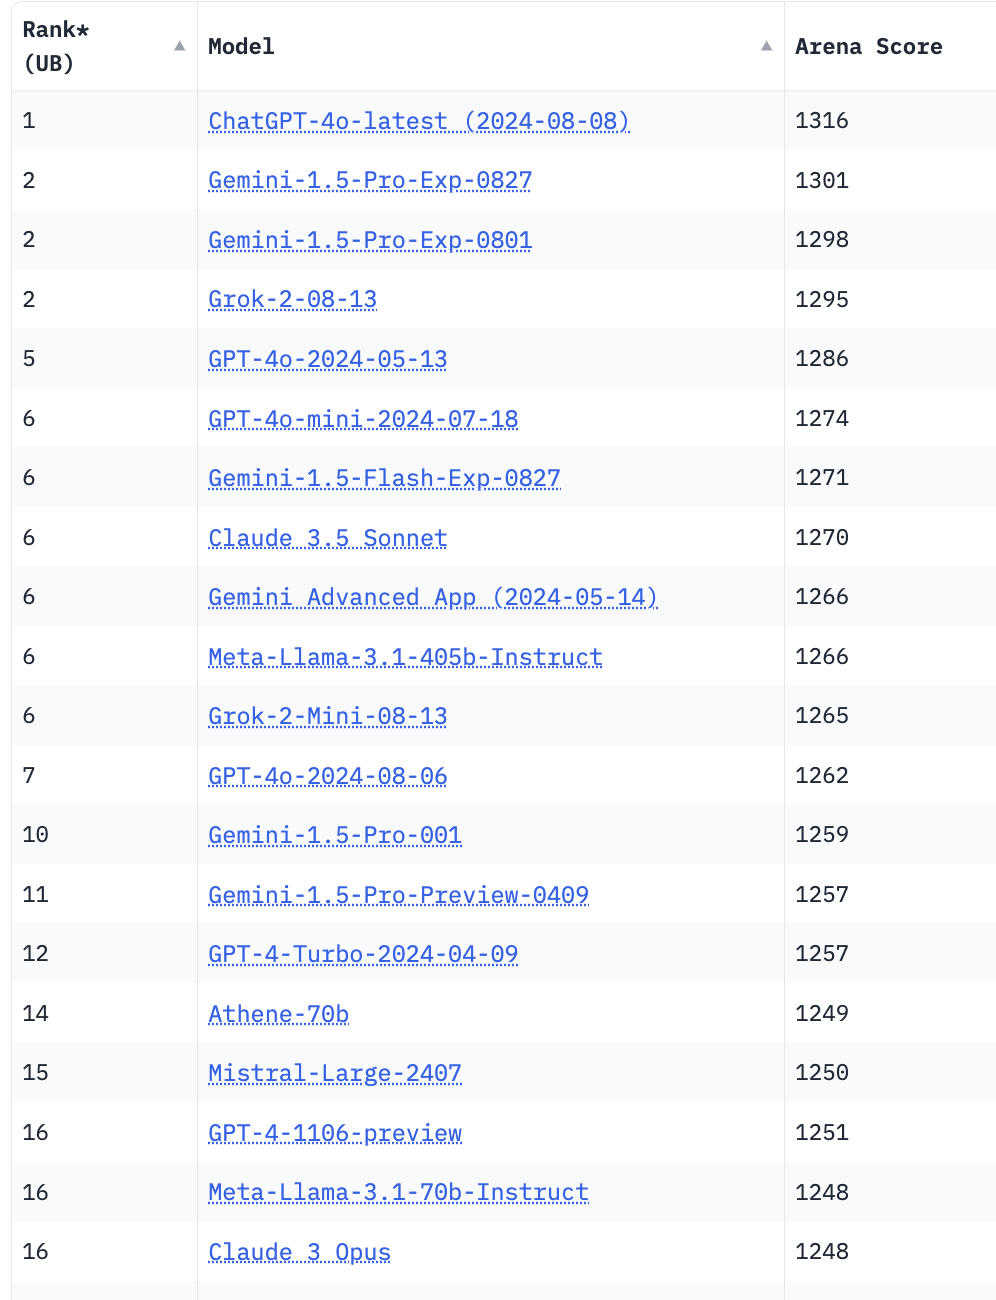 Rank* (UB) ▲ Model ▲ Arena Score
1 ChatGPT-4o-latest (2024-08-08) 1316
2 Gemini-1.5-Pro-Exp-0827 1301
2 Gemini-1.5-Pro-Exp-0801 1298
2 Grok-2-08-13 1295
5 GPT-4o-2024-05-13 1286
6 GPT-4o-mini-2024-07-18 1274
6 Gemini-1.5-Flash-Exp-0827 1271
6 Claude 3.5 Sonnet 1270
6 Gemini Advanced App (2024-05-14) 1266
6 Meta-Llama-3.1-405b-Instruct 1266
6 Grok-2-Mini-08-13 1265
7 GPT-4o-2024-08-06 1262
10 Gemini-1.5-Pro-001 1259
11 Gemini-1.5-Pro-Preview-0409 1257
12 GPT-4-Turbo-2024-04-09 1257
14 Athene-70b 1249
15 Mistral-Large-2407 1250
16 GPT-4-1106-preview 1251
16 Meta-Llama-3.1-70b-Instruct 1248
16 Claude 3 Opus 1248